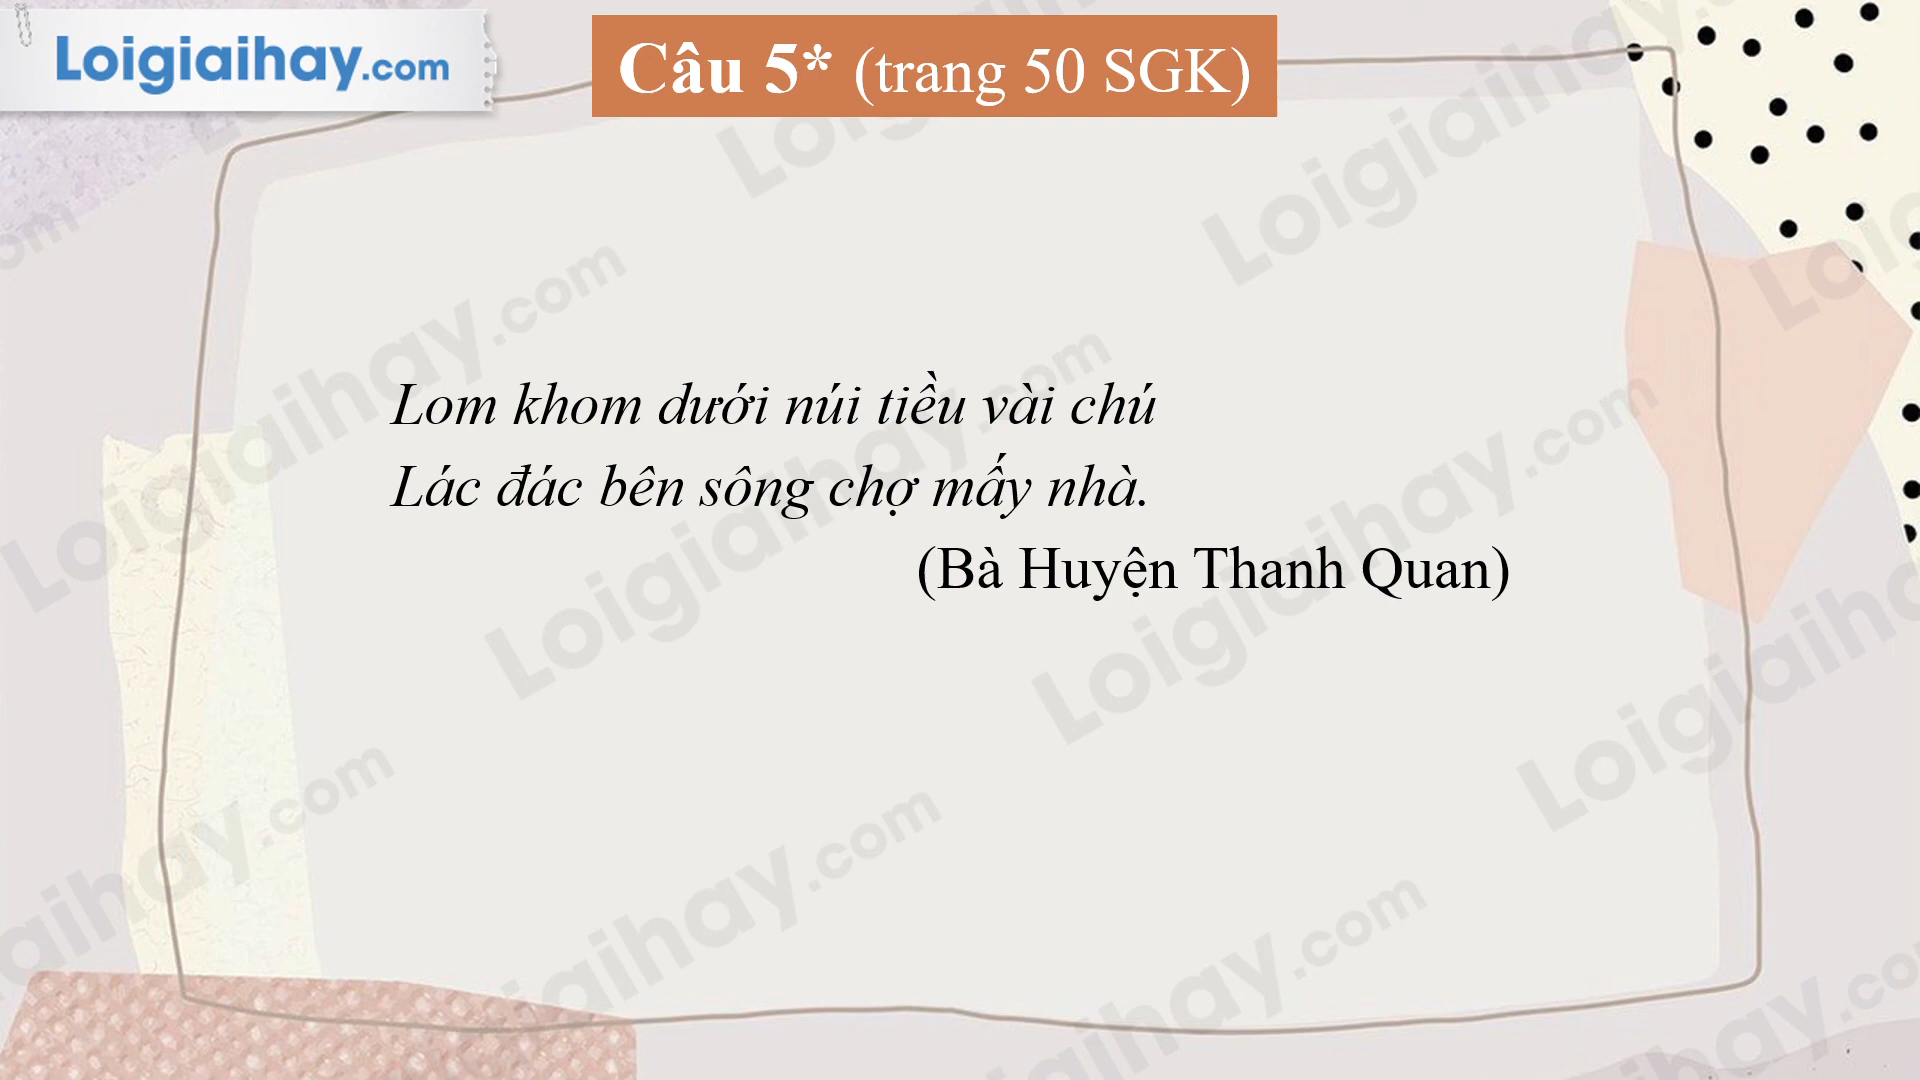 Loigiaihay.com
Câu 5* (trang 50 SGK)
Lom khom dưới núi tiều vài chú
Lác đác bên sông chợ mấy nhà.
(Bà Huyện Thanh Quan)